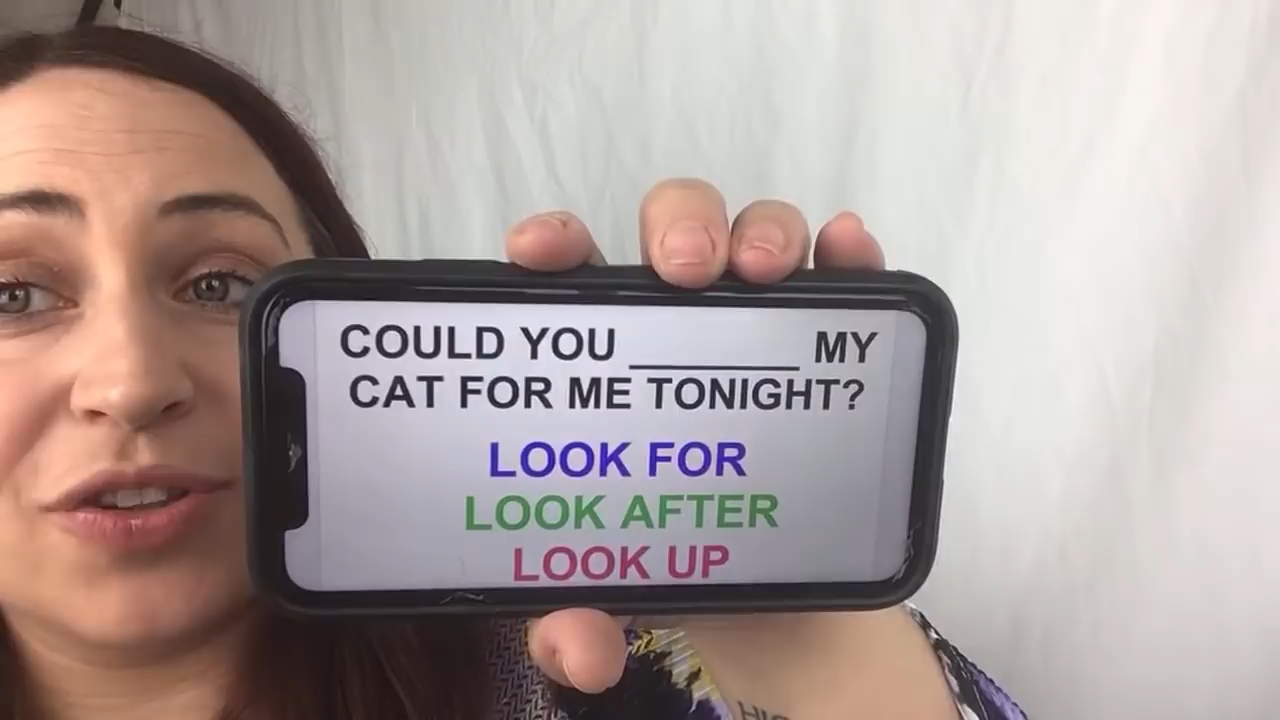 COULD YOU ________ MY
CAT FOR ME TONIGHT?
LOOK FOR
LOOK AFTER
LOOK UP